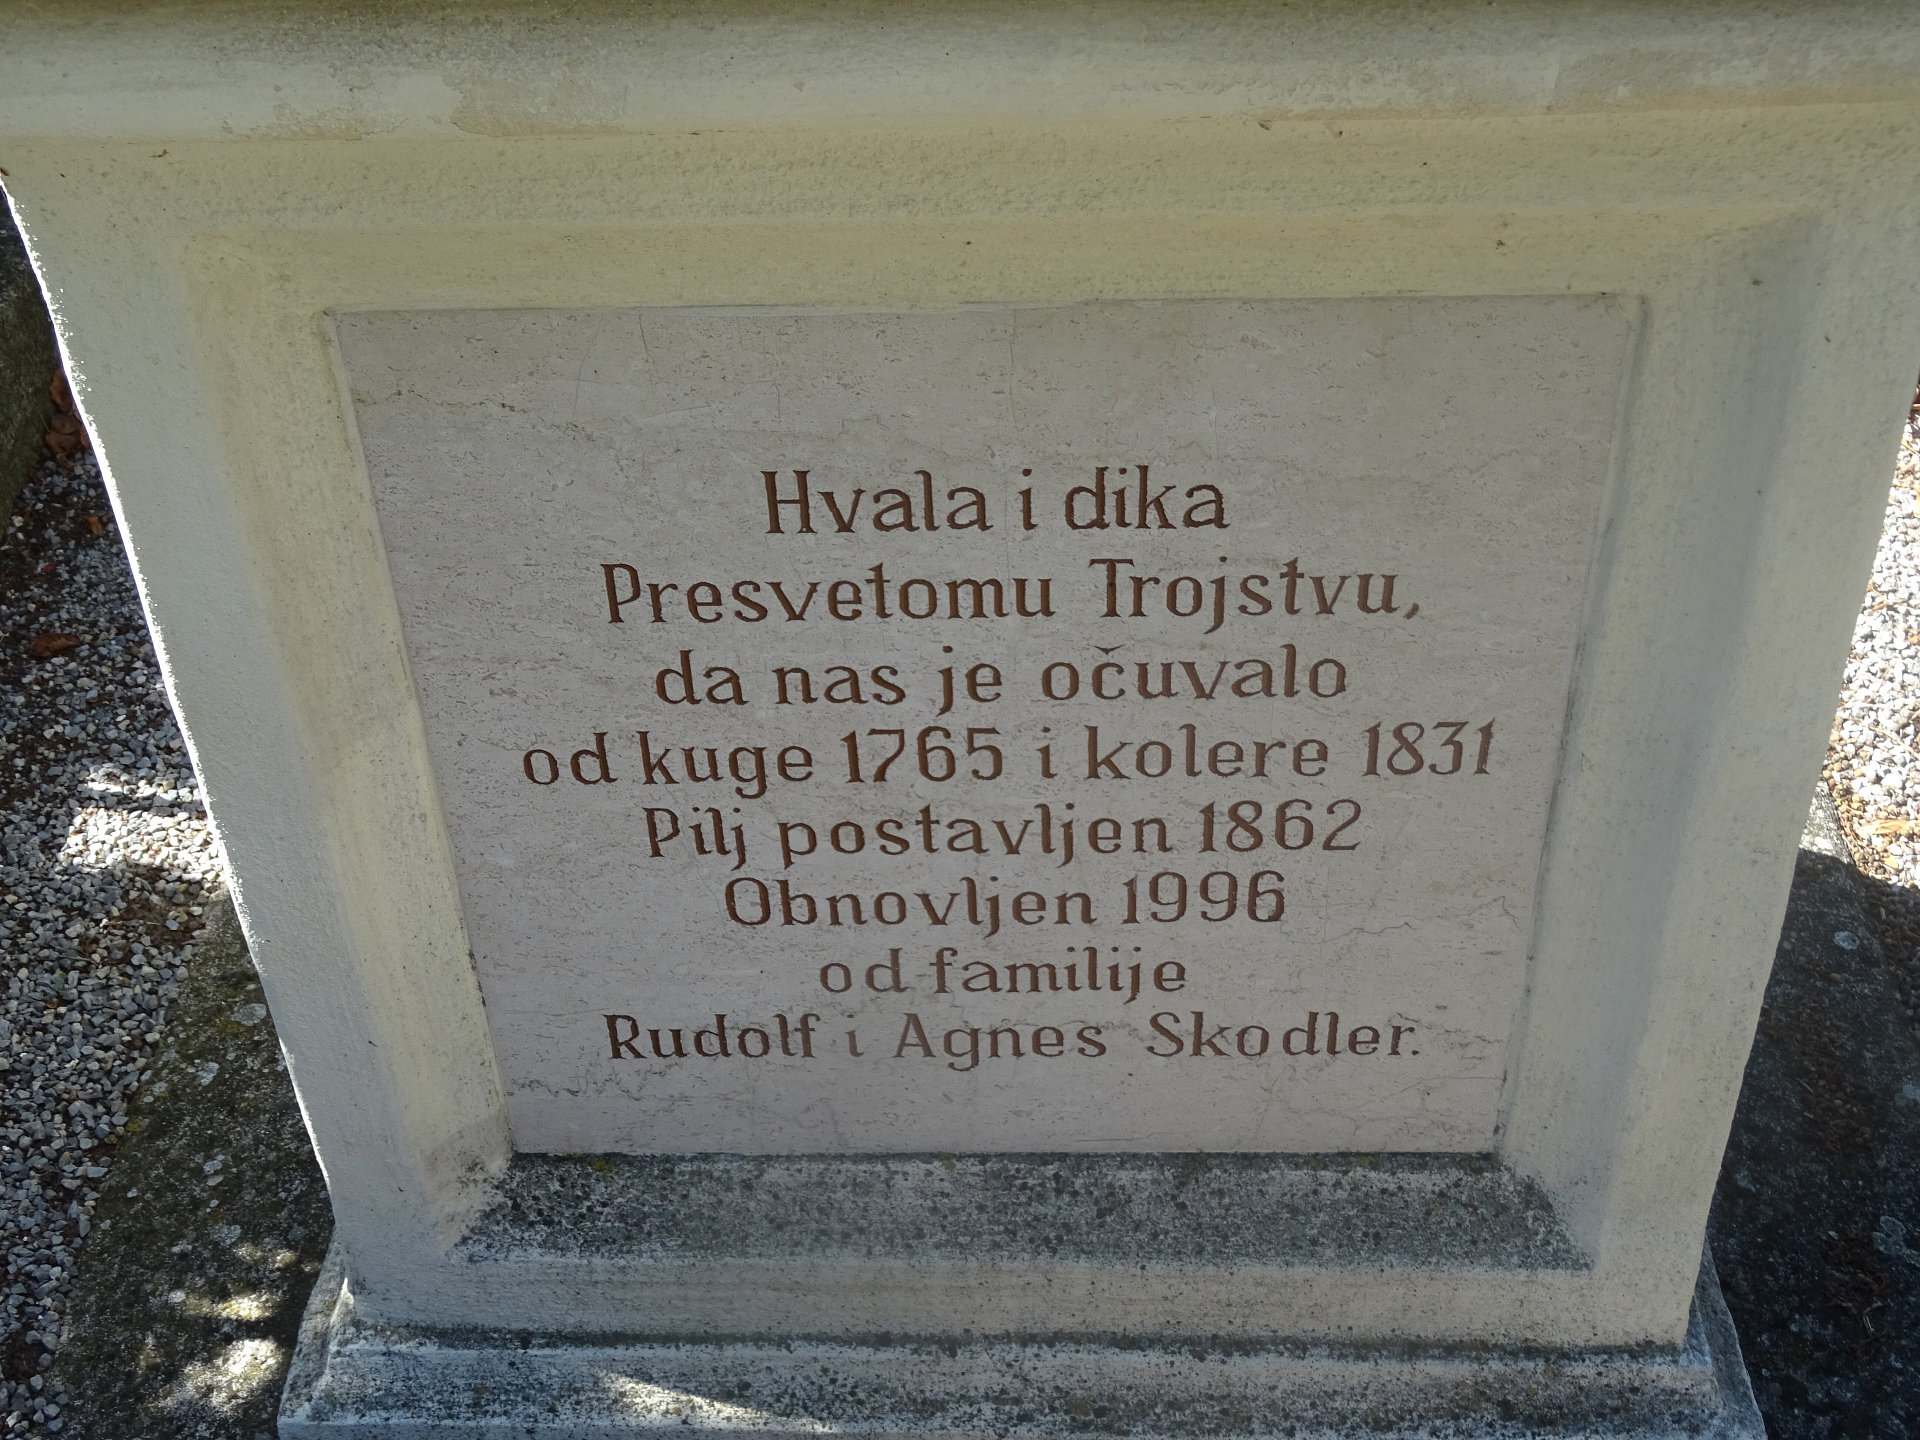 Hvala i dika
Presvetomu Trojstvu,
da nas je očuvalo
od kuge 1765 i kolere 1831
Pilj postavljen 1862
Obnovljen 1996
od familije
Rudolf i Agnes Skodler.